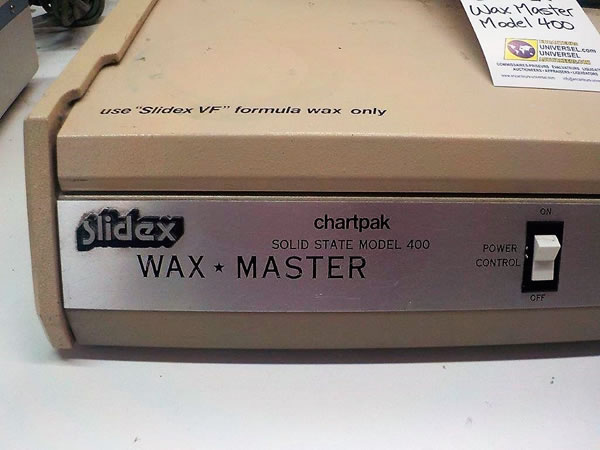 Wax Master
Model 400
UNIVERSEL.com
UNIVERSEL
use "Slidex VF" formula wax only
Slidex
chartpak
SOLID STATE MODEL 400
WAX ★ MASTER
ON
POWER
CONTROL
OFF